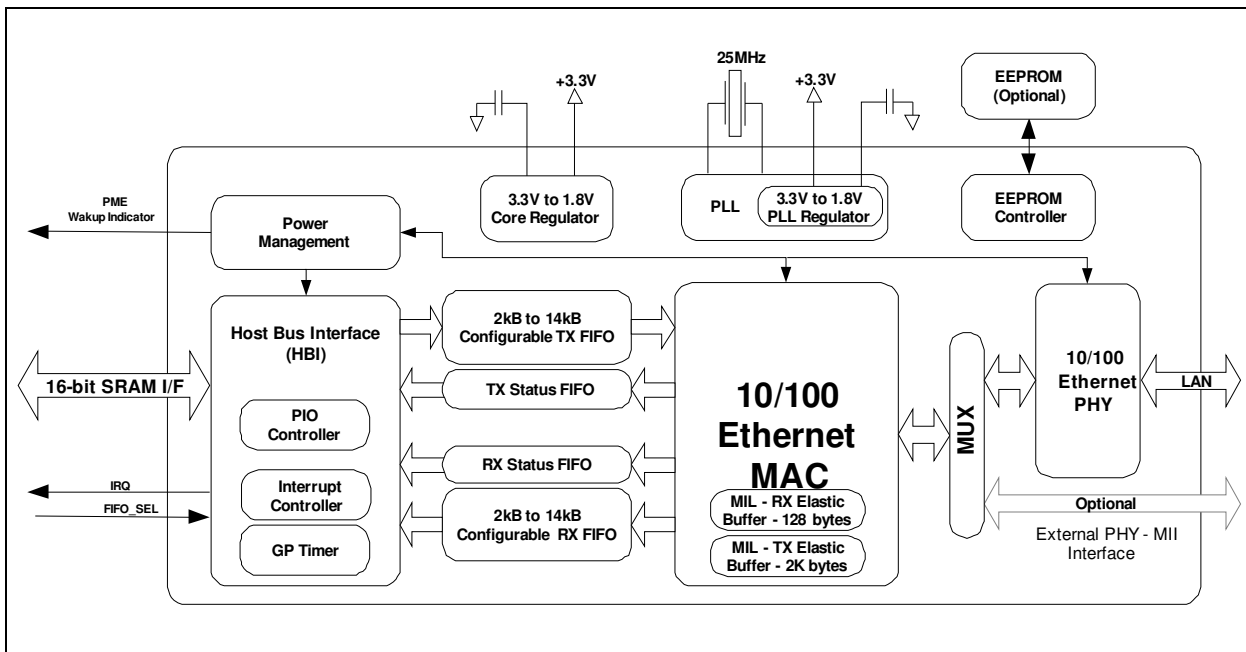 25MHz
+3.3V
+3.3V
EEPROM
(Optional)
3.3V to 1.8V
Core Regulator
PLL
3.3V to 1.8V
PLL Regulator
EEPROM
Controller
PME
Wakup Indicator
Power
Management
Host Bus Interface
(HBI)
2kB to 14kB
Configurable TX FIFO
16-bit SRAM I/F
TX Status FIFO
PIO
Controller
RX Status FIFO
IRQ
FIFO_SEL
Interrupt
Controller
2kB to 14kB
Configurable RX FIFO
GP Timer
10/100
Ethernet
MAC
MIL - RX Elastic
Buffer - 128 bytes
MIL - TX Elastic
Buffer - 2K bytes
MUX
10/100
Ethernet
PHY
LAN
Optional
External PHY - MII
Interface